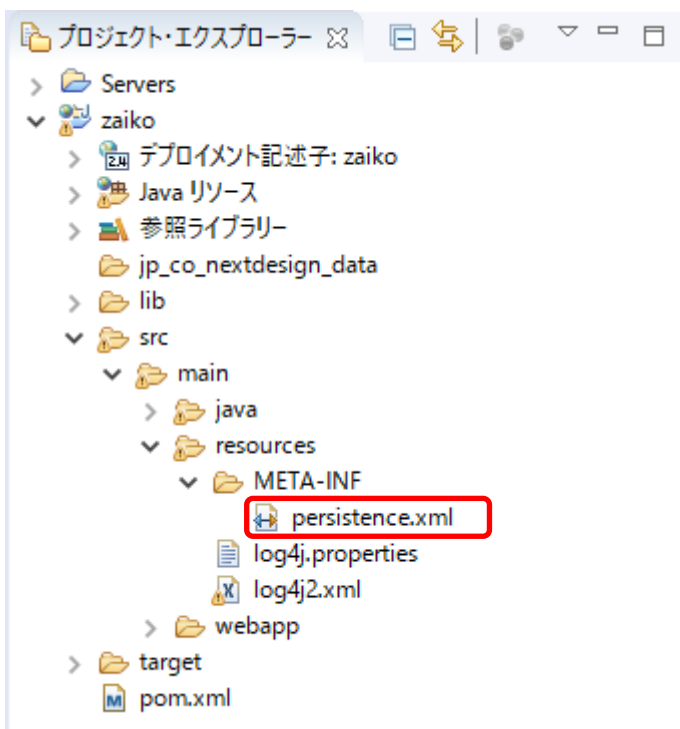 プロジェクト・エクスプローラー
Servers
zaiko
デプロイメント記述子: zaiko
Java リソース
参照ライブラリー
jp_co_nextdesign_data
lib
src
main
java
resources
META-INF
persistence.xml
log4j.properties
log4j2.xml
webapp
target
pom.xml